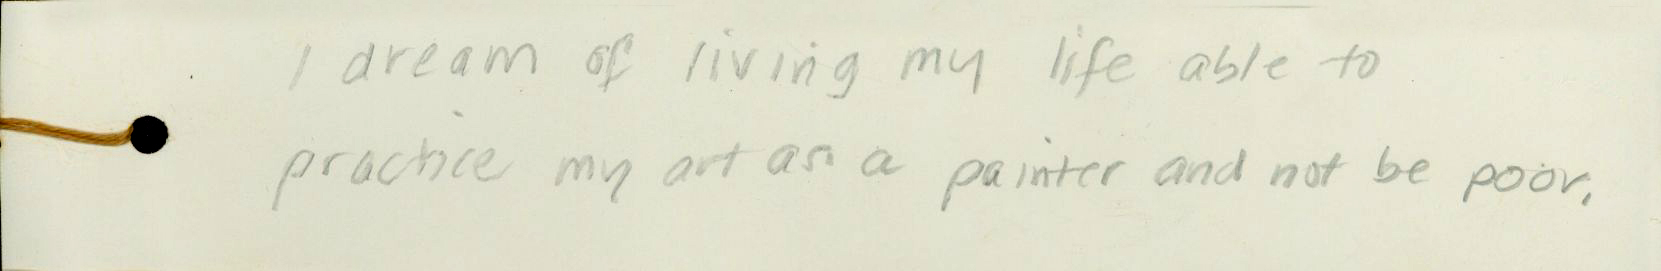 I dream of living my life able to
practice my art as a painter and not be poor.